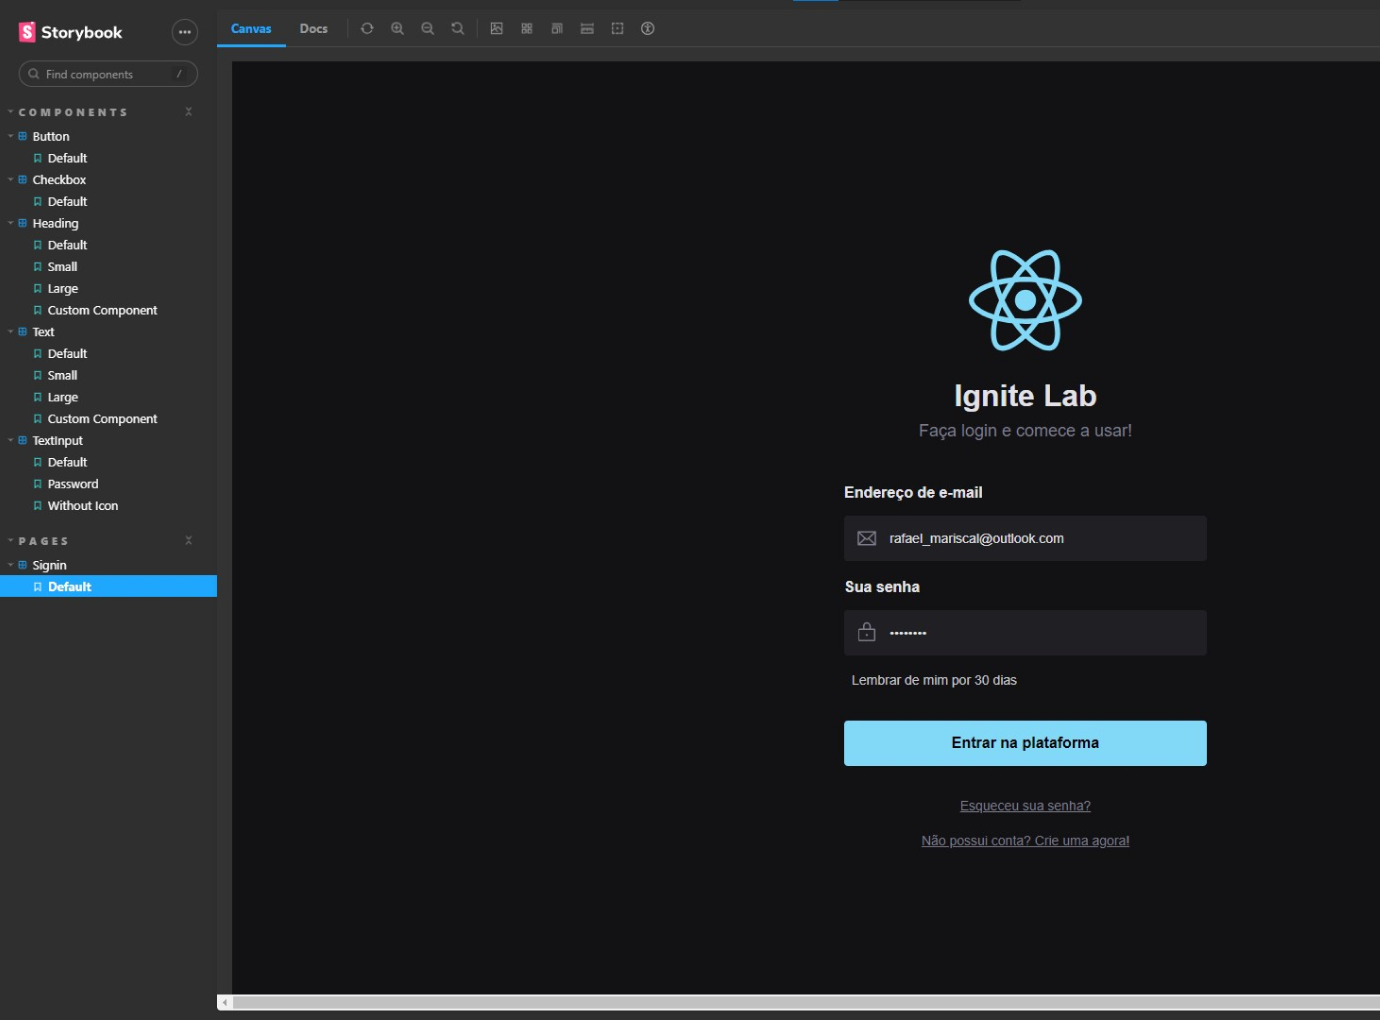 Storybook
Find components
/
COMPONENTS
Button
Default
Checkbox
Default
Heading
Default
Small
Large
Custom Component
Text
Default
Small
Large
Custom Component
TextInput
Default
Password
Without Icon
PAGES
Signin
Default
Canvas
Docs
Ignite Lab
Faça login e comece a usar!
Endereço de e-mail
rafael_mariscal@outlook.com
Sua senha
••••••••
Lembrar de mim por 30 dias
Entrar na plataforma
Esqueceu sua senha?
Não possui conta? Crie uma agora!